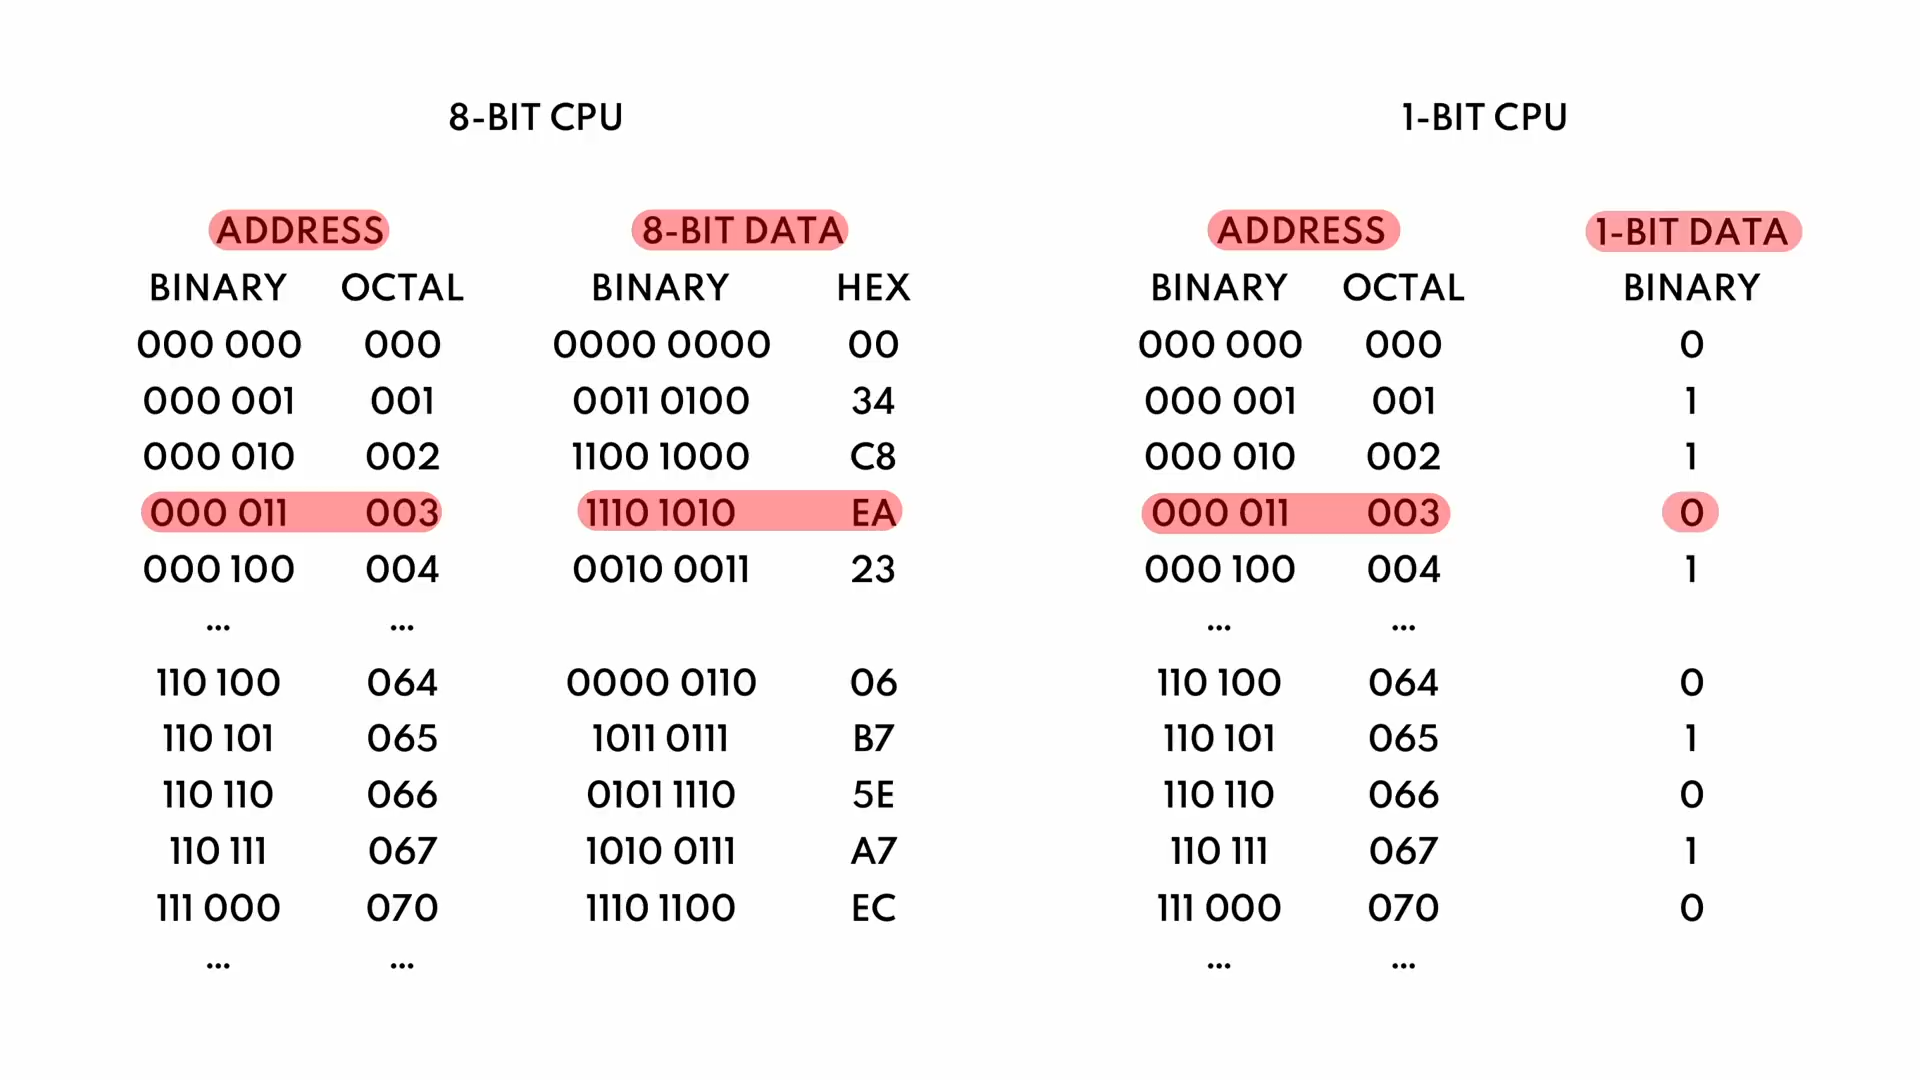 8-BIT CPU 1-BIT CPU
ADDRESS 8-BIT DATA ADDRESS 1-BIT DATA
BINARY OCTAL BINARY HEX BINARY OCTAL BINARY
000 000 000 0000 0000 00 000 000 000 0
000 001 001 0011 0100 34 000 001 001 1
000 010 002 1100 1000 C8 000 010 002 1
000 011 003 1110 1010 EA 000 011 003 0
000 100 004 0010 0011 23 000 100 004 1
... ... ... ...
110 100 064 0000 0110 06 110 100 064 0
110 101 065 1011 0111 B7 110 101 065 1
110 110 066 0101 1110 5E 110 110 066 0
110 111 067 1010 0111 A7 110 111 067 1
111 000 070 1110 1100 EC 111 000 070 0
... ... ... ...